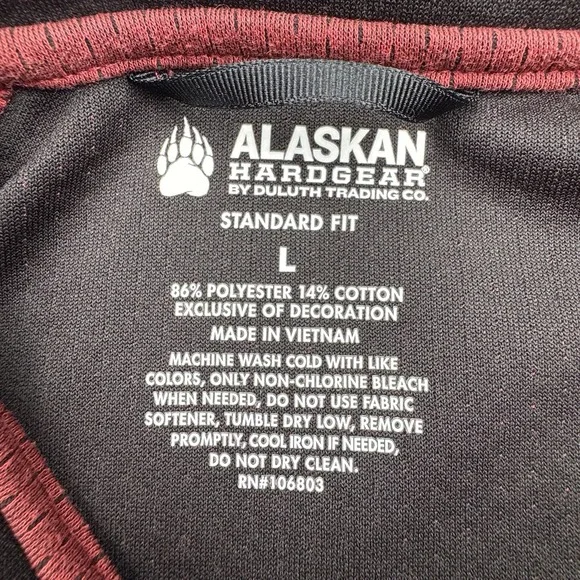 ALASKAN
HARDGEAR®
BY DULUTH TRADING CO.
STANDARD FIT
L
86% POLYESTER 14% COTTON
EXCLUSIVE OF DECORATION
MADE IN VIETNAM
MACHINE WASH COLD WITH LIKE
COLORS, ONLY NON-CHLORINE BLEACH
WHEN NEEDED, DO NOT USE FABRIC
SOFTENER, TUMBLE DRY LOW, REMOVE
PROMPTLY, COOL IRON IF NEEDED,
DO NOT DRY CLEAN.
RN#106803